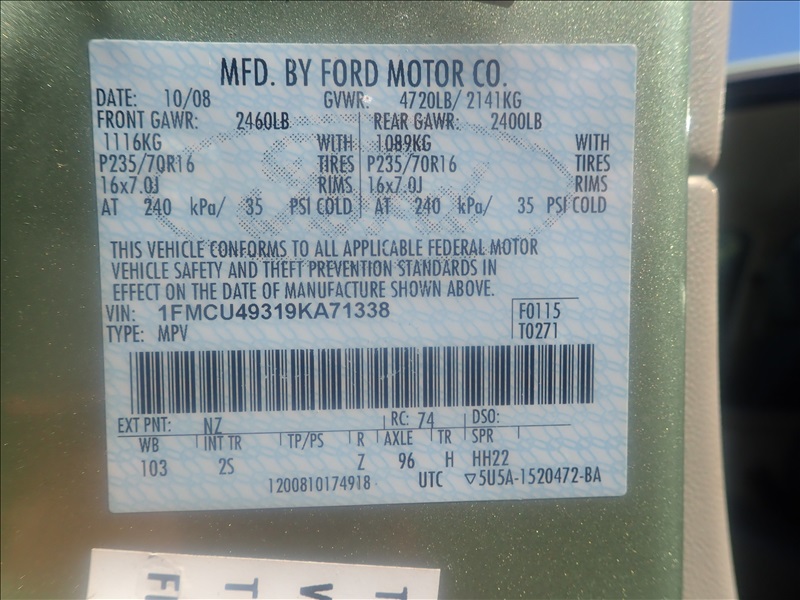 MFD. BY FORD MOTOR CO.
DATE: 10/08 GVWR: 4720LB/ 2141KG
FRONT GAWR: 2460LB REAR GAWR: 2400LB
1116KG WITH 1089KG WITH
P235/70R16 TIRES P235/70R16 TIRES
16x7.0J RIMS 16x7.0J RIMS
AT 240 kPa/ 35 PSI COLD AT 240 kPa/ 35 PSI COLD
THIS VEHICLE CONFORMS TO ALL APPLICABLE FEDERAL MOTOR
VEHICLE SAFETY AND THEFT PREVENTION STANDARDS IN
EFFECT ON THE DATE OF MANUFACTURE SHOWN ABOVE.
VIN: 1FMCU49319KA71338 F0115
TYPE: MPV T0271
EXT PNT: NZ RC: 74 DSO:
WB INT TR TP/PS R AXLE TR SPR
103 2S Z 96 H HH22
1200810174918 UTC ▽5U5A-1520472-BA